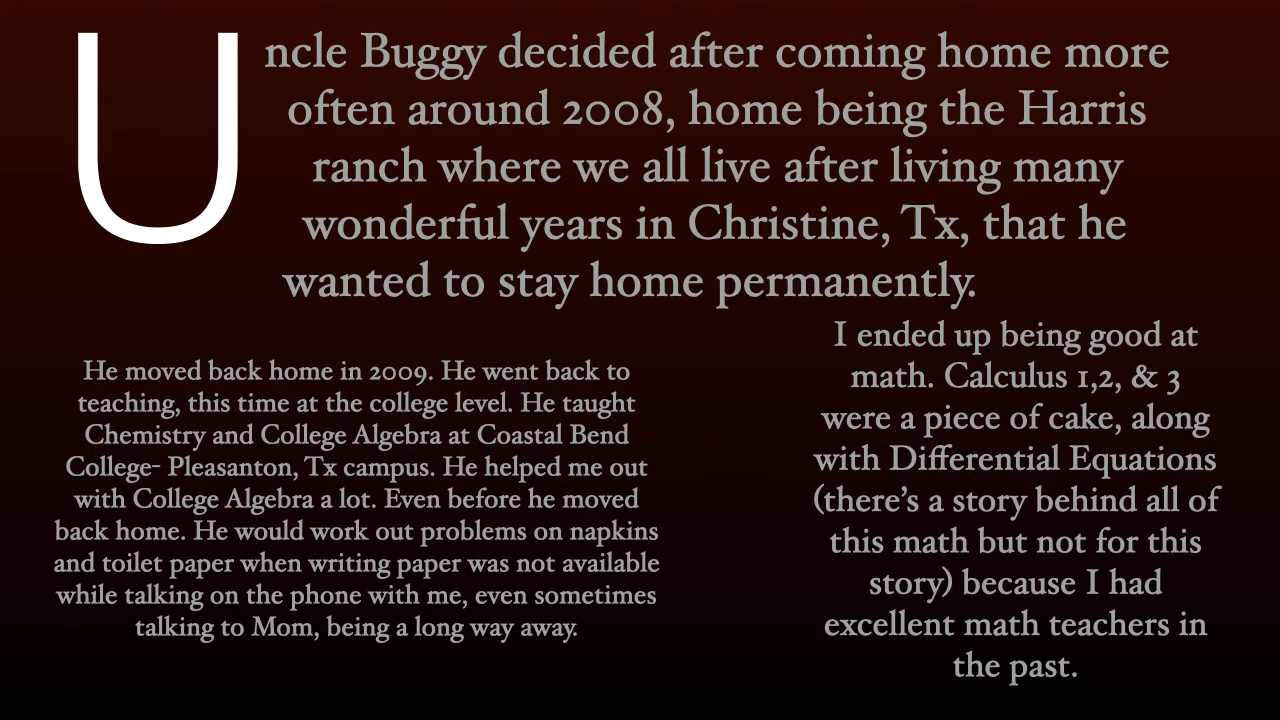 Uncle Buggy decided after coming home more
often around 2008, home being the Harris
ranch where we all live after living many
wonderful years in Christine, Tx, that he
wanted to stay home permanently.
He moved back home in 2009. He went back to
teaching, this time at the college level. He taught
Chemistry and College Algebra at Coastal Bend
College- Pleasanton, Tx campus. He helped me out
with College Algebra a lot. Even before he moved
back home. He would work out problems on napkins
and toilet paper when writing paper was not available
while talking on the phone with me, even sometimes
talking to Mom, being a long way away.
I ended up being good at
math. Calculus 1,2, & 3
were a piece of cake, along
with Differential Equations
(there's a story behind all of
this math but not for this
story) because I had
excellent math teachers in
the past.